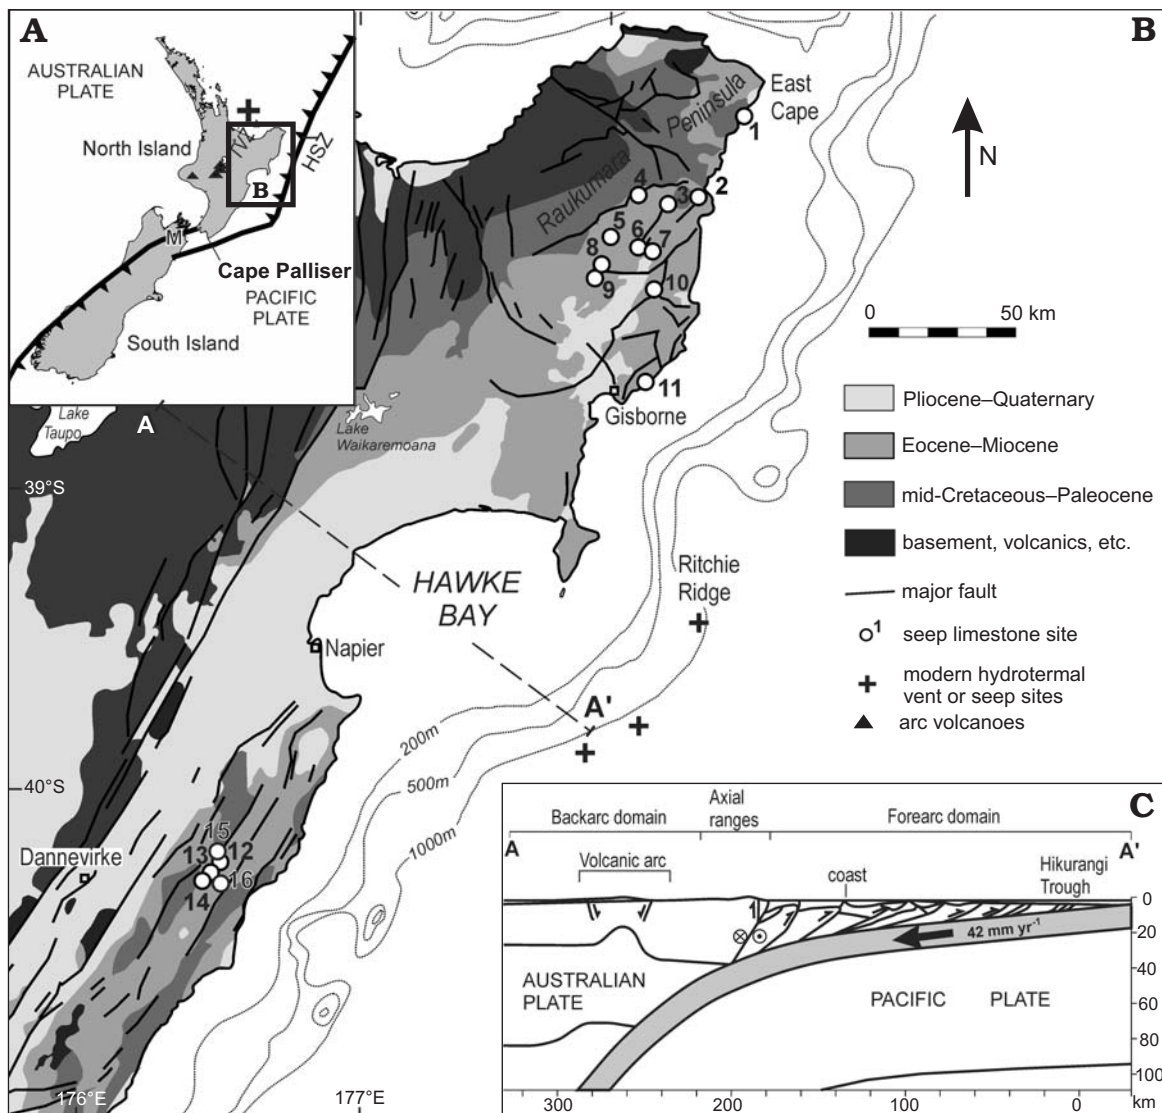 A
AUSTRALIAN
PLATE
North Island
TVZ
HSZ
B
M
Cape Palliser
PACIFIC
PLATE
South Island
B
East
Cape
Peninsula
Raukumara
N
1
2
3
4
5
6
7
8
9
10
11
Gisborne
0 50 km
Pliocene–Quaternary
Eocene–Miocene
mid-Cretaceous–Paleocene
basement, volcanics, etc.
major fault
1 seep limestone site
modern hydrotermal
vent or seep sites
arc volcanoes
Lake
Taupo
A
Lake
Waikaremoana
39°S
HAWKE
BAY
Ritchie
Ridge
Napier
A'
200m
500m
1000m
40°S
Dannevirke
15
13
12
16
14
176°E
177°E
C
Backarc domain
Axial
ranges
Forearc domain
A
A'
Volcanic arc
coast
Hikurangi
Trough
42 mm yr-1
AUSTRALIAN
PLATE
PACIFIC PLATE
0
20
40
60
80
100
300 200 100 0 km